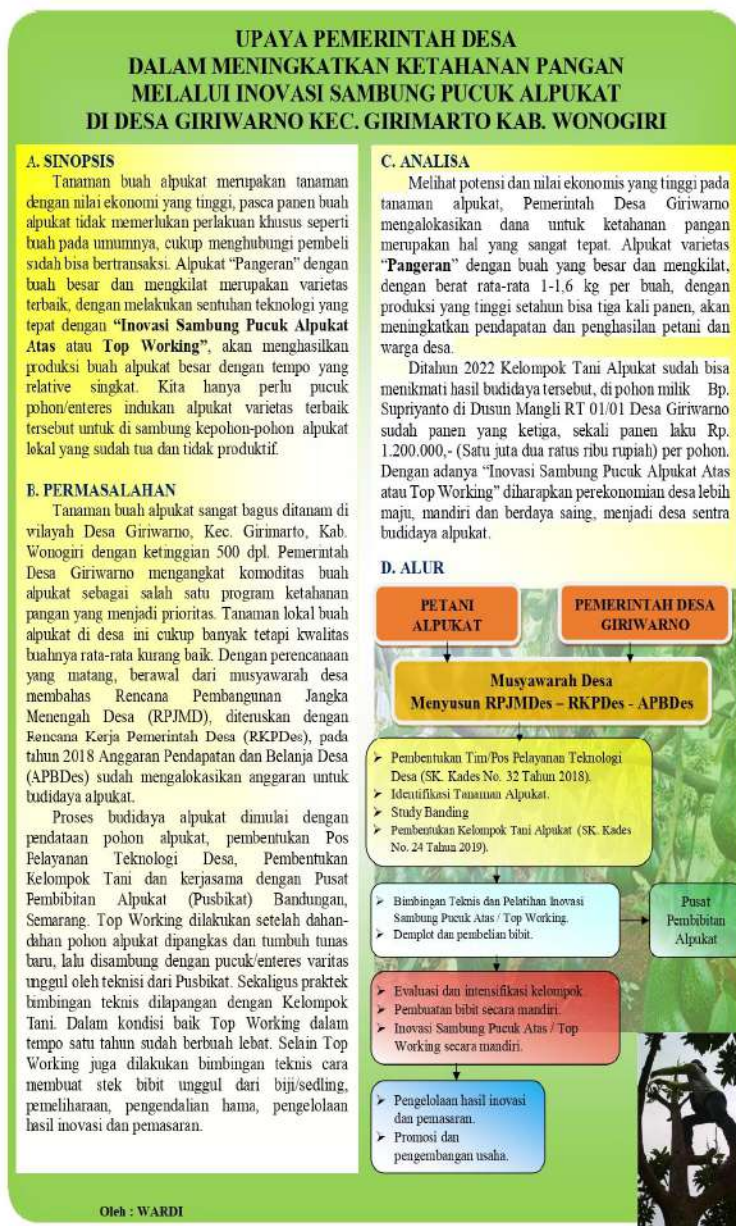 UPAYA PEMERINTAH DESA
DALAM MENINGKATKAN KETAHANAN PANGAN
MELALUI INOVASI SAMBUNG PUCUK ALPUKAT
DI DESA GIRIWARNO KEC. GIRIMARTO KAB. WONOGIRI
A. SINOPSIS
Tanaman buah alpukat merupakan tanaman
dengan nilai ekonomi yang tinggi, pasca panen buah
alpukat tidak memerlukan perlakuan khusus seperti
buah pada umumnya, cukup menghubungi pembeli
sudah bisa bertransaksi. Alpukat “Pangeran” dengan
buah besar dan mengkilat merupakan varietas
terbaik, dengan melakukan sentuhan teknologi yang
tepat dengan “Inovasi Sambung Pucuk Alpukat
Atas atau Top Working”, akan menghasilkan
produksi buah alpukat besar dengan tempo yang
relative singkat. Kita hanya perlu pucuk
pohon/enteres indukan alpukat varietas terbaik
tersebut untuk di sambung kepohon-pohon alpukat
lokal yang sudah tua dan tidak produktif.
B. PERMASALAHAN
Tanaman buah alpukat sangat bagus ditanam di
wilayah Desa Giriwarno, Kec. Girimarto, Kab.
Wonogiri dengan ketinggian 500 dpl. Pemerintah
Desa Giriwarno mengangkat komoditas buah
alpukat sebagai salah satu program ketahanan
pangan yang menjadi prioritas. Tanaman lokal buah
alpukat di desa ini cukup banyak tetapi kwalitas
buahnya rata-rata kurang baik. Dengan perencanaan
yang matang, berawal dari musyawarah desa
membahas Rencana Pembangunan Jangka
Menengah Desa (RPJMD), diteruskan dengan
Rencana Kerja Pemerintah Desa (RKPDes), pada
tahun 2018 Anggaran Pendapatan dan Belanja Desa
(APBDes) sudah mengalokasikan anggaran untuk
budidaya alpukat.
Proses budidaya alpukat dimulai dengan
pendataan pohon alpukat, pembentukan Pos
Pelayanan Teknologi Desa, Pembentukan
Kelompok Tani dan kerjasama dengan Pusat
Pembibitan Alpukat (Pusbikat) Bandungan,
Semarang. Top Working dilakukan setelah dahan-
dahan pohon alpukat dipangkas dan tumbuh tunas
baru, lalu disambung dengan pucuk/enteres varitas
unggul oleh teknisi dari Pusbikat. Sekaligus praktek
bimbingan teknis dilapangan dengan Kelompok
Tani. Dalam kondisi baik Top Working dalam
tempo satu tahun sudah berbuah lebat. Selain Top
Working juga dilakukan bimbingan teknis cara
membuat stek bibit unggul dari biji/sedling,
pemeliharaan, pengendalian hama, pengelolaan
hasil inovasi dan pemasaran.
Oleh : WARDI
C. ANALISA
Melihat potensi dan nilai ekonomis yang tinggi pada
tanaman alpukat, Pemerintah Desa Giriwarno
mengalokasikan dana untuk ketahanan pangan
merupakan hal yang sangat tepat. Alpukat varietas
“Pangeran” dengan buah yang besar dan mengkilat,
dengan berat rata-rata 1-1,6 kg per buah, dengan
produksi yang tinggi setahun bisa tiga kali panen, akan
meningkatkan pendapatan dan penghasilan petani dan
warga desa.
Ditahun 2022 Kelompok Tani Alpukat sudah bisa
menikmati hasil budidaya tersebut, di pohon milik Bp.
Supriyanto di Dusun Mangli RT 01/01 Desa Giriwarno
sudah panen yang ketiga, sekali panen laku Rp.
1.200.000,- (Satu juta dua ratus ribu rupiah) per pohon.
Dengan adanya “Inovasi Sambung Pucuk Alpukat Atas
atau Top Working” diharapkan perekonomian desa lebih
maju, mandiri dan berdaya saing, menjadi desa sentra
budidaya alpukat.
D. ALUR
PETANI
ALPUKAT
PEMERINTAH DESA
GIRIWARNO
Musyawarah Desa
Menyusun RPJMDes – RKPDes - APBDes
➤ Pembentukan Tim/Pos Pelayanan Teknologi
Desa (SK. Kades No. 32 Tahun 2018).
➤ Identifikasi Tanaman Alpukat.
➤ Study Banding
➤ Pembentukan Kelompok Tani Alpukat (SK. Kades
No. 24 Tahun 2019).
➤ Bimbingan Teknis dan Pelatihan Inovasi
Sambung Pucuk Atas / Top Working.
➤ Demplot dan pembelian bibit.
Pusat
Pembibitan
Alpukat
➤ Evaluasi dan intensifikasi kelompok.
➤ Pembuatan bibit secara mandiri.
➤ Inovasi Sambung Pucuk Atas / Top
Working secara mandiri.
➤ Pengelolaan hasil inovasi
dan pemasaran.
➤ Promosi dan
pengembangan usaha.